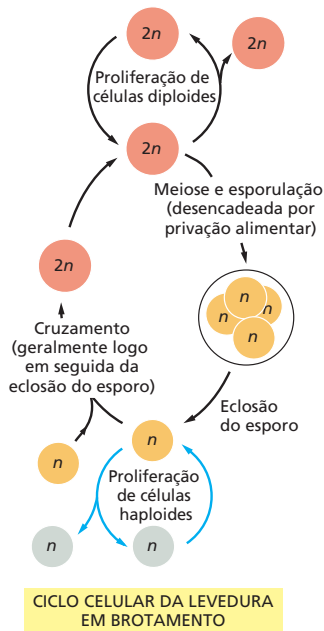 2n
2n
Proliferação de
células diploides
2n
Meiose e esporulação
(desencadeada por
privação alimentar)
2n
n
n
n
n
Cruzamento
(geralmente logo
em seguida da
eclosão do esporo)
Eclosão
do esporo
n
n
Proliferação
de células
haploides
n
n
CICLO CELULAR DA LEVEDURA
EM BROTAMENTO